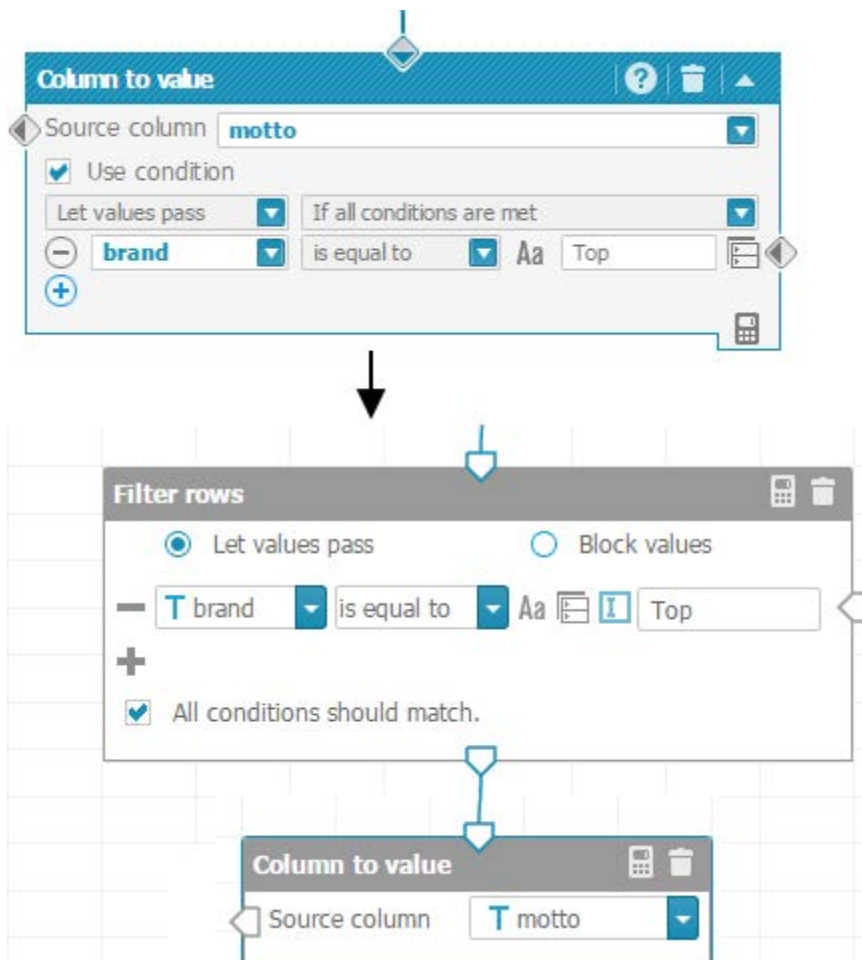 Column to value
Source column motto
Use condition
Let values pass If all conditions are met
brand is equal to Aa Top
Filter rows
Let values pass Block values
T brand is equal to Aa I Top
All conditions should match.
Column to value
Source column T motto